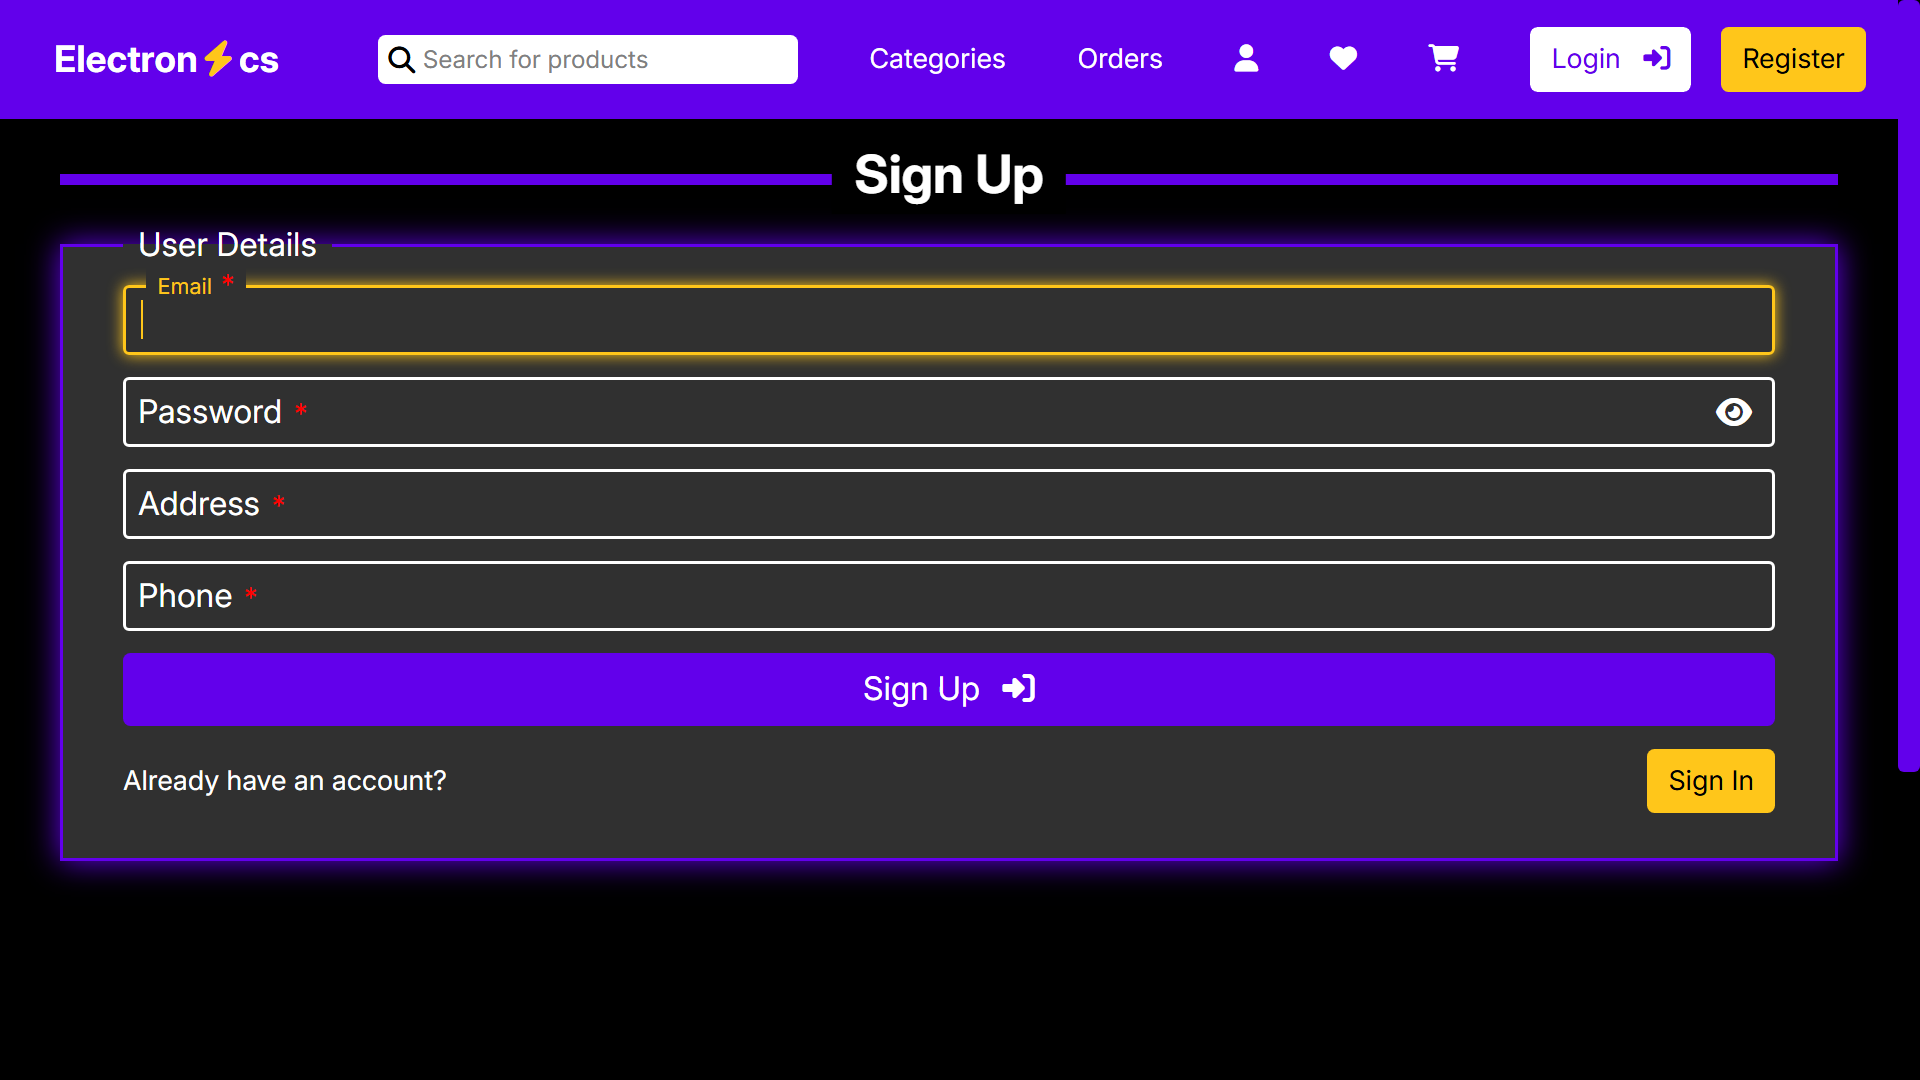 Electron⚡cs
Search for products
Categories
Orders
Login
Register
Sign Up
User Details
Email *
Password *
Address *
Phone *
Sign Up
Already have an account?
Sign In